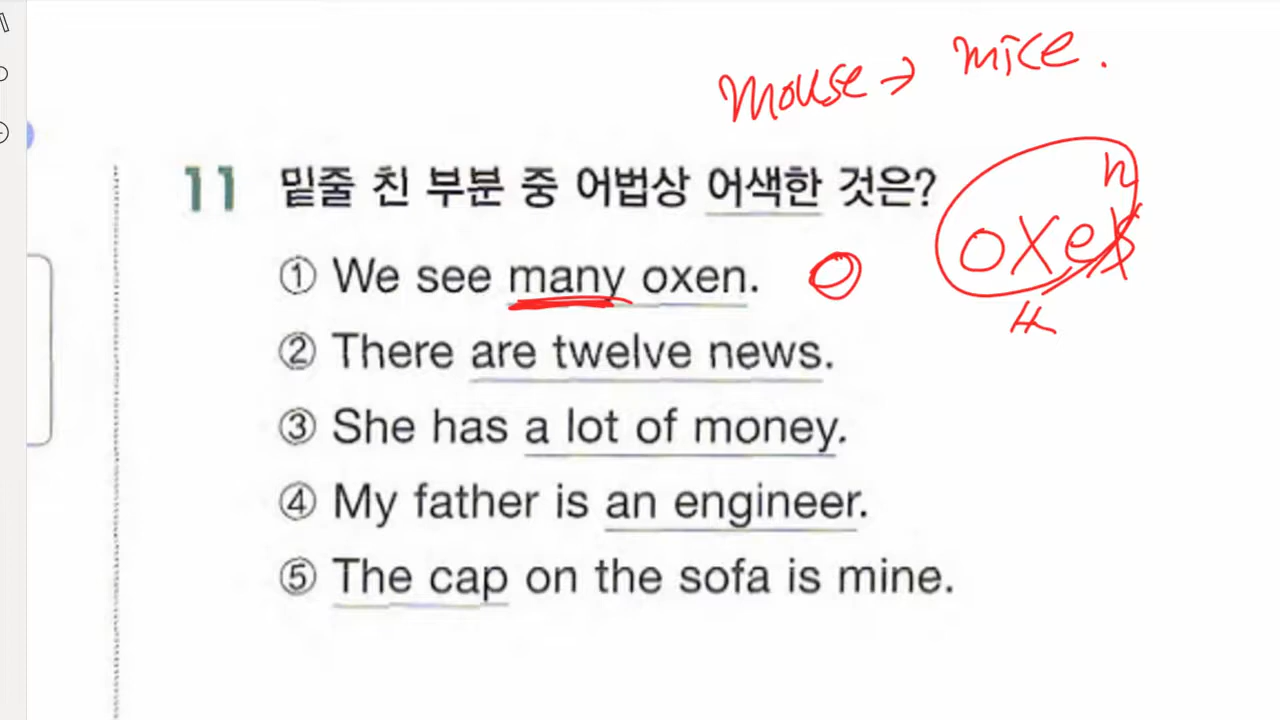 mouse → mice.
11 밑줄 친 부분 중 어법상 어색한 것은?
oxes n
① We see many oxen. O
② There are twelve news.
③ She has a lot of money.
④ My father is an engineer.
⑤ The cap on the sofa is mine.